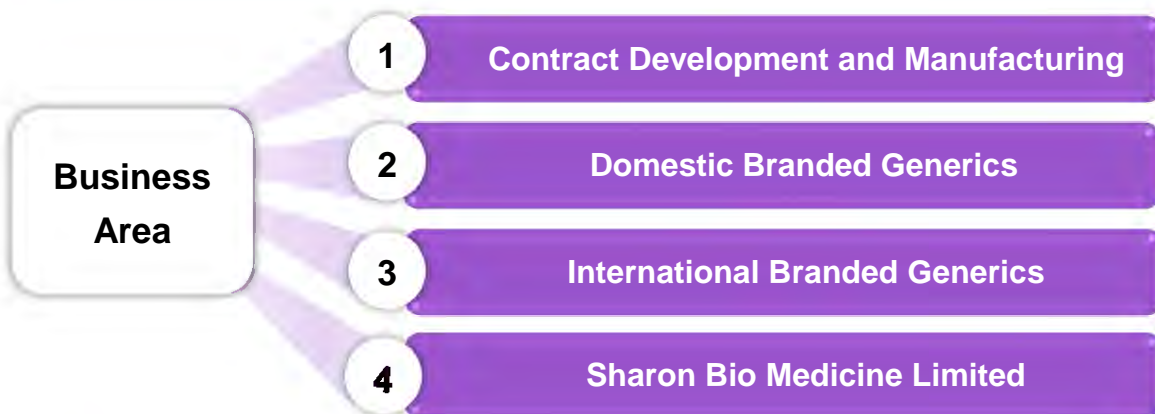 Business
Area
1
Contract Development and Manufacturing
2
Domestic Branded Generics
3
International Branded Generics
4
Sharon Bio Medicine Limited